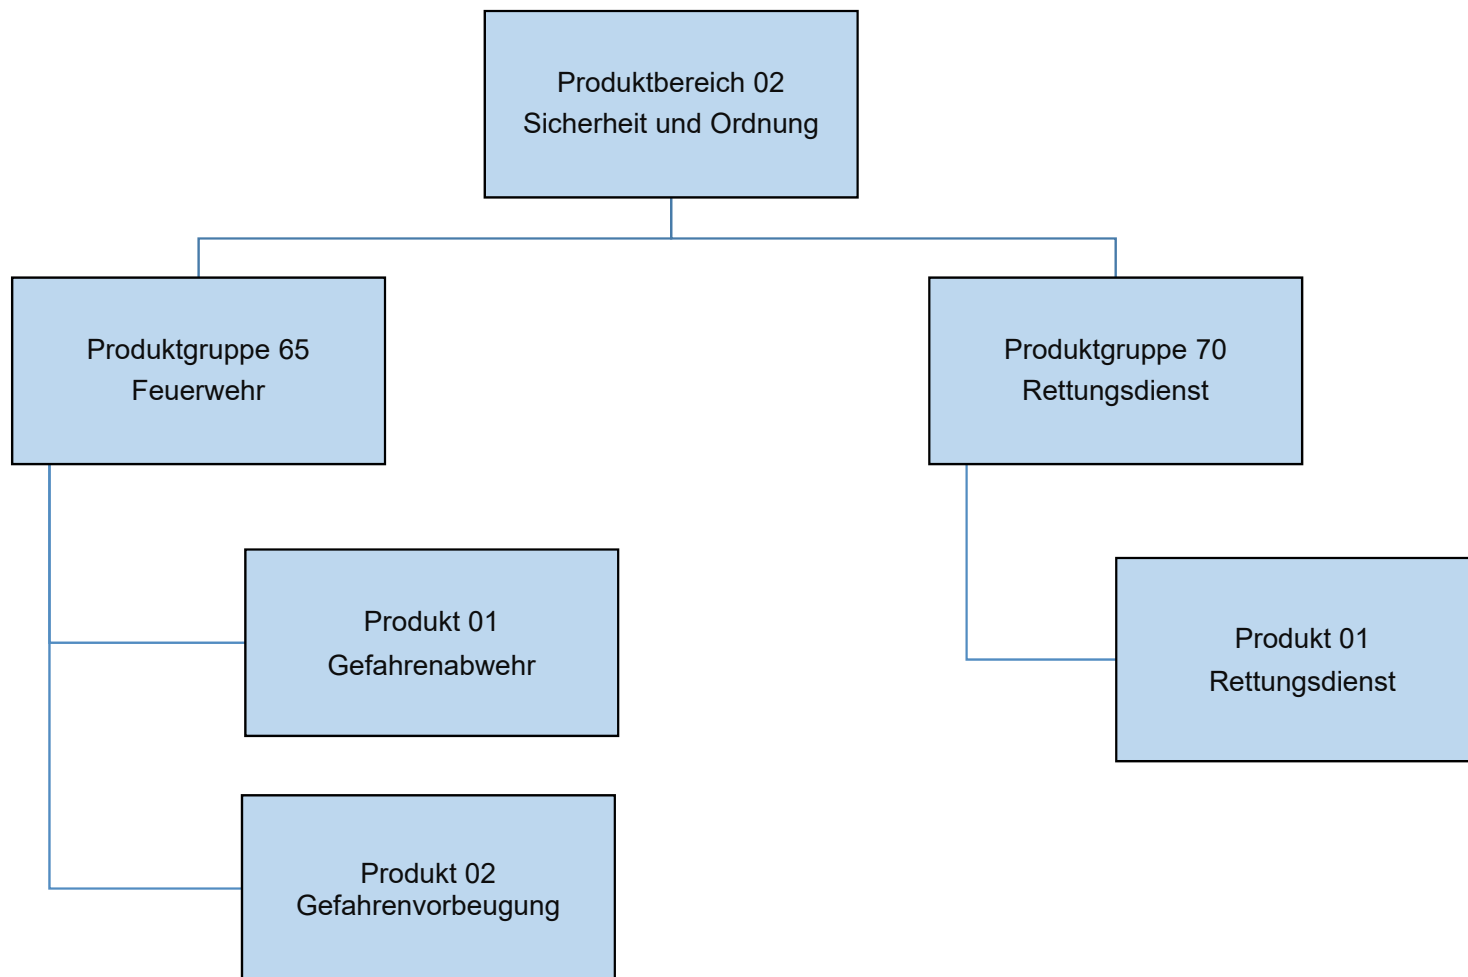 Produktbereich 02
Sicherheit und Ordnung
Produktgruppe 65
Feuerwehr
Produktgruppe 70
Rettungsdienst
Produkt 01
Gefahrenabwehr
Produkt 01
Rettungsdienst
Produkt 02
Gefahrenvorbeugung